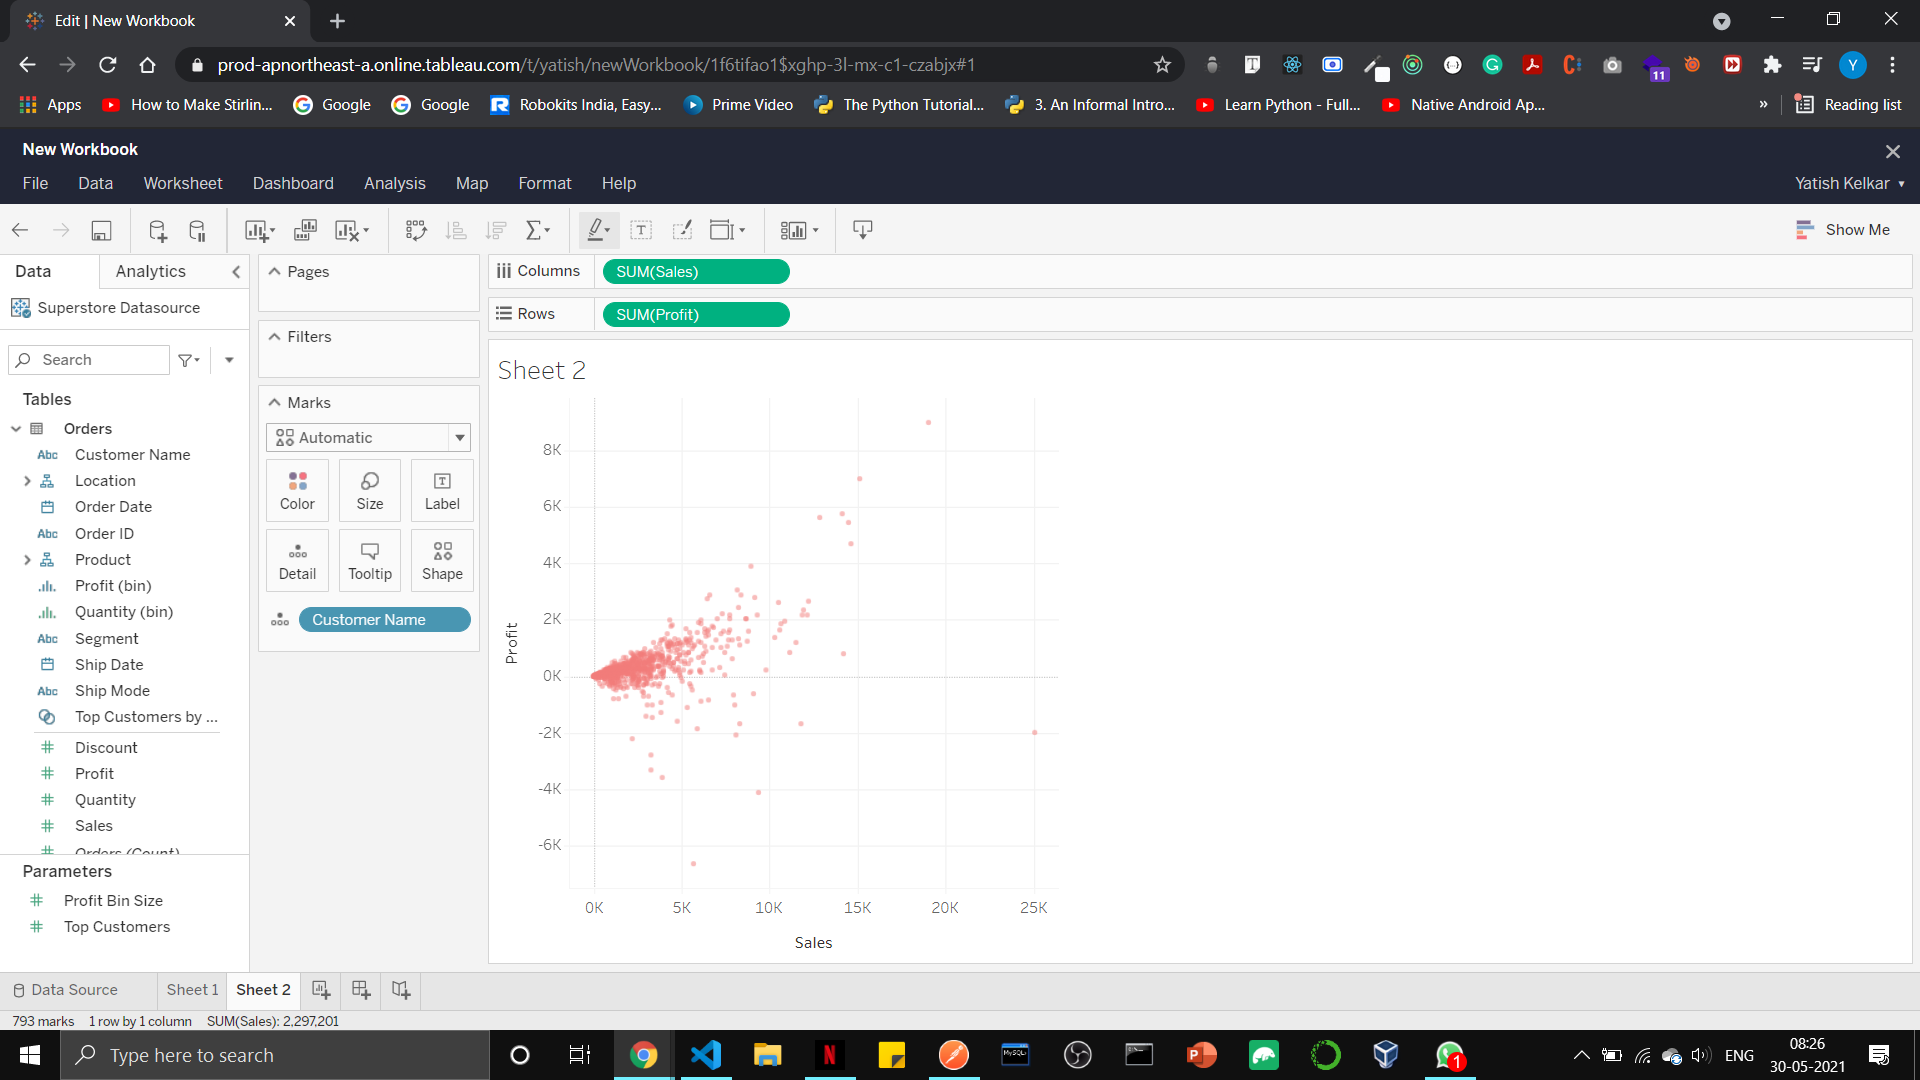 Edit | New Workbook
prod-apnortheast-a.online.tableau.com/t/yatish/newWorkbook/1f6tifao1$xghp-3l-mx-c1-czabjx#1
11
Y
Apps
How to Make Stirlin...
Google
Google
Robokits India, Easy...
Prime Video
The Python Tutorial...
3. An Informal Intro...
Learn Python - Full...
Native Android Ap...
»
Reading list
New Workbook
File
Data
Worksheet
Dashboard
Analysis
Map
Format
Help
Yatish Kelkar
Show Me
Data
Analytics
Superstore Datasource
Search
Tables
Orders
Abc Customer Name
Location
Order Date
Abc Order ID
Product
Profit (bin)
Quantity (bin)
Abc Segment
Ship Date
Abc Ship Mode
Top Customers by ...
Discount
Profit
Quantity
Sales
Orders (Count)
Parameters
Profit Bin Size
Top Customers
Pages
Filters
Marks
Automatic
Color
Size
Label
Detail
Tooltip
Shape
Customer Name
Columns
SUM(Sales)
Rows
SUM(Profit)
Sheet 2
8K
6K
4K
2K
0K
-2K
-4K
-6K
Profit
0K
5K
10K
15K
20K
25K
Sales
Data Source
Sheet 1
Sheet 2
793 marks
1 row by 1 column
SUM(Sales): 2,297,201
Type here to search
1
ENG
08:26
30-05-2021